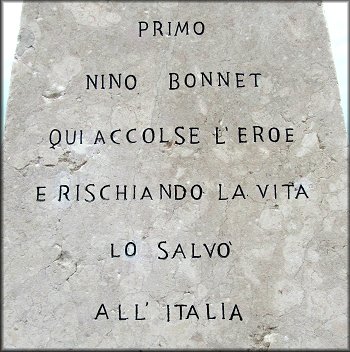 PRIMO
NINO BONNET
QUI ACCOLSE L'EROE
E RISCHIANDO LA VITA
LO SALVO'
ALL'ITALIA